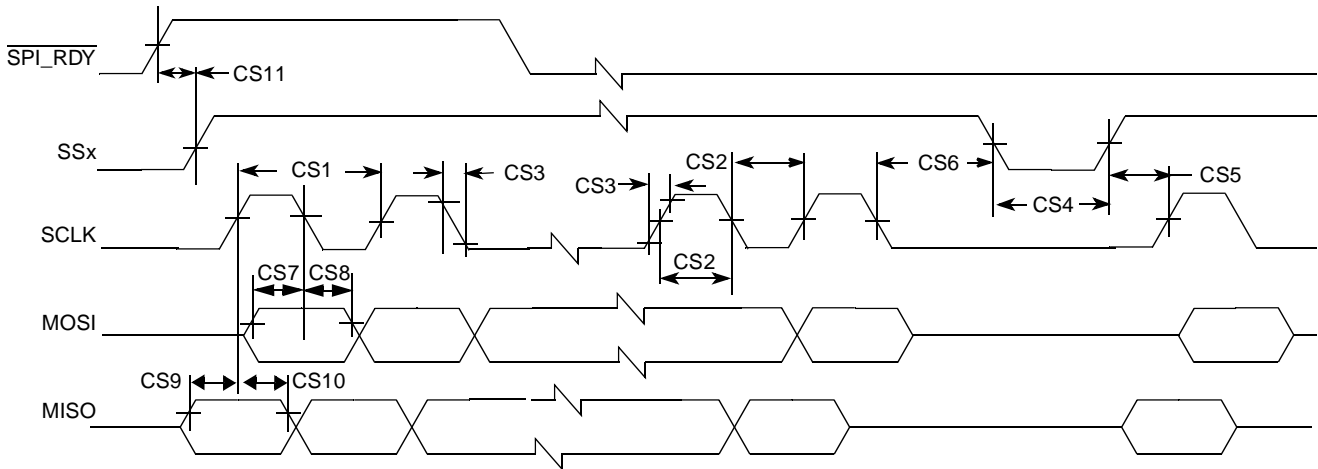 SPI_RDY
CS11
SSx
CS1
CS3
CS3
CS2
CS6
CS5
CS4
SCLK
CS2
CS7
CS8
MOSI
CS9
CS10
MISO